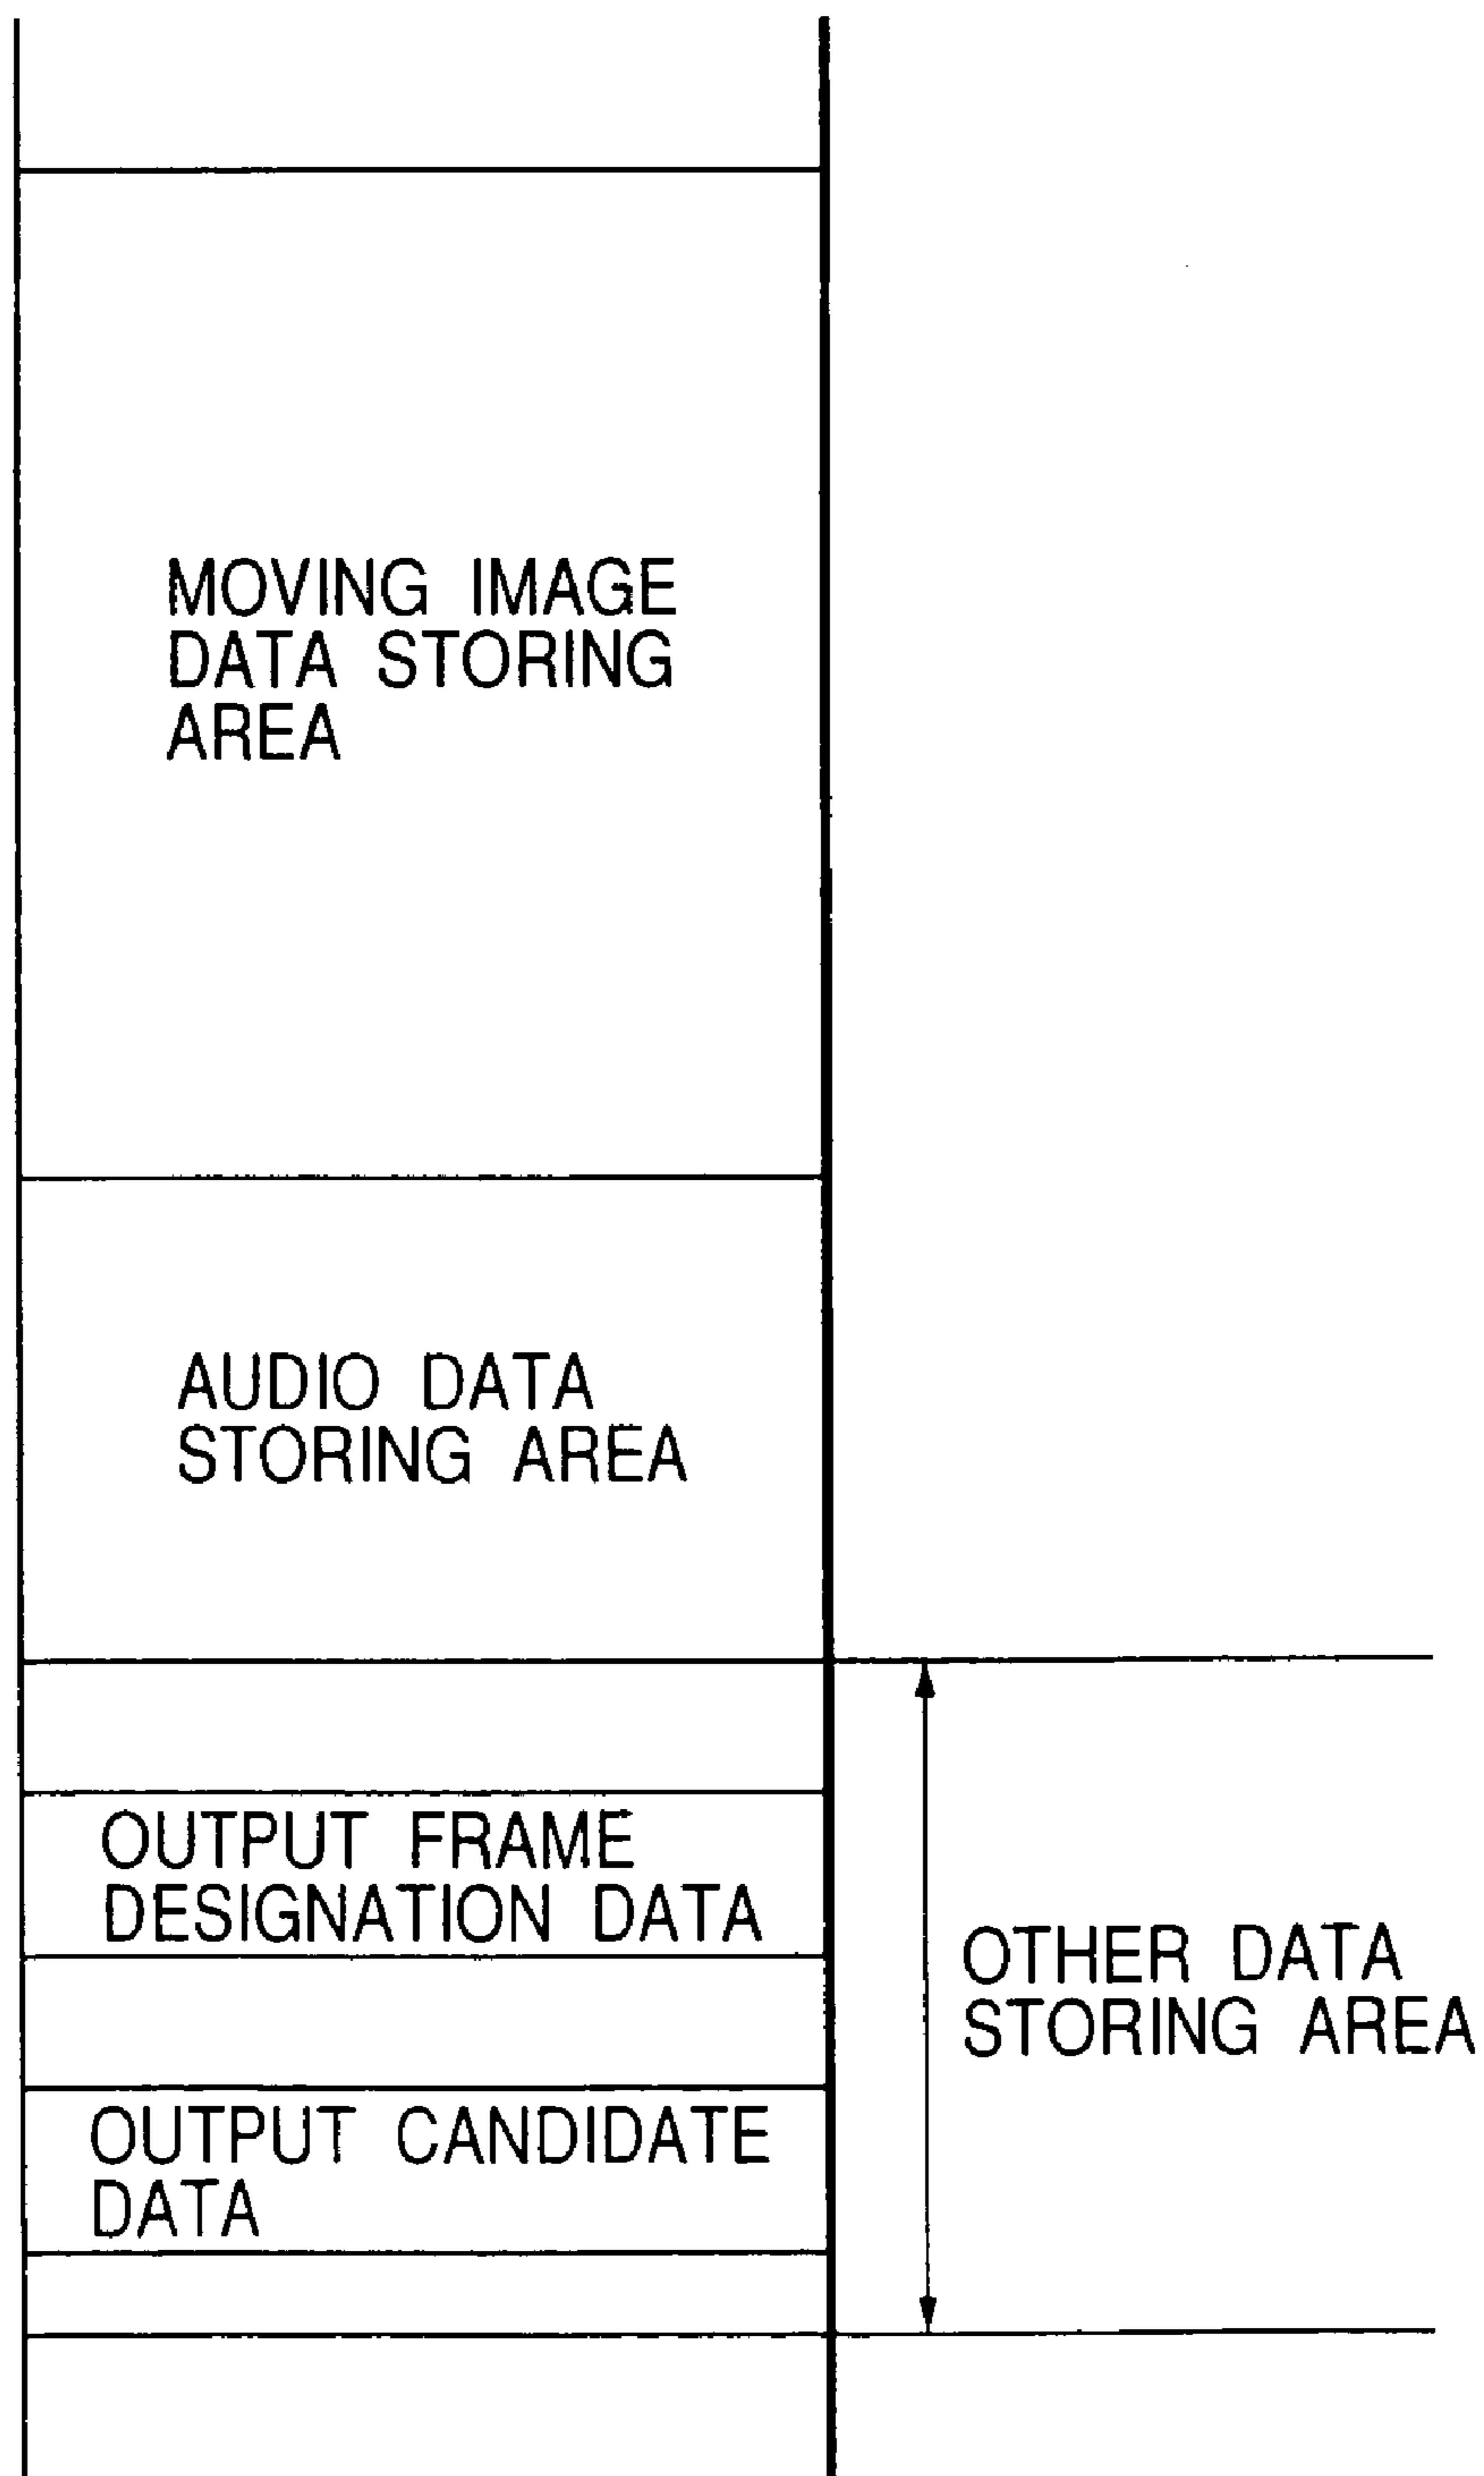 MOVING IMAGE
DATA STORING
AREA
AUDIO DATA
STORING AREA
OUTPUT FRAME
DESIGNATION DATA
OTHER DATA
STORING AREA
OUTPUT CANDIDATE
DATA